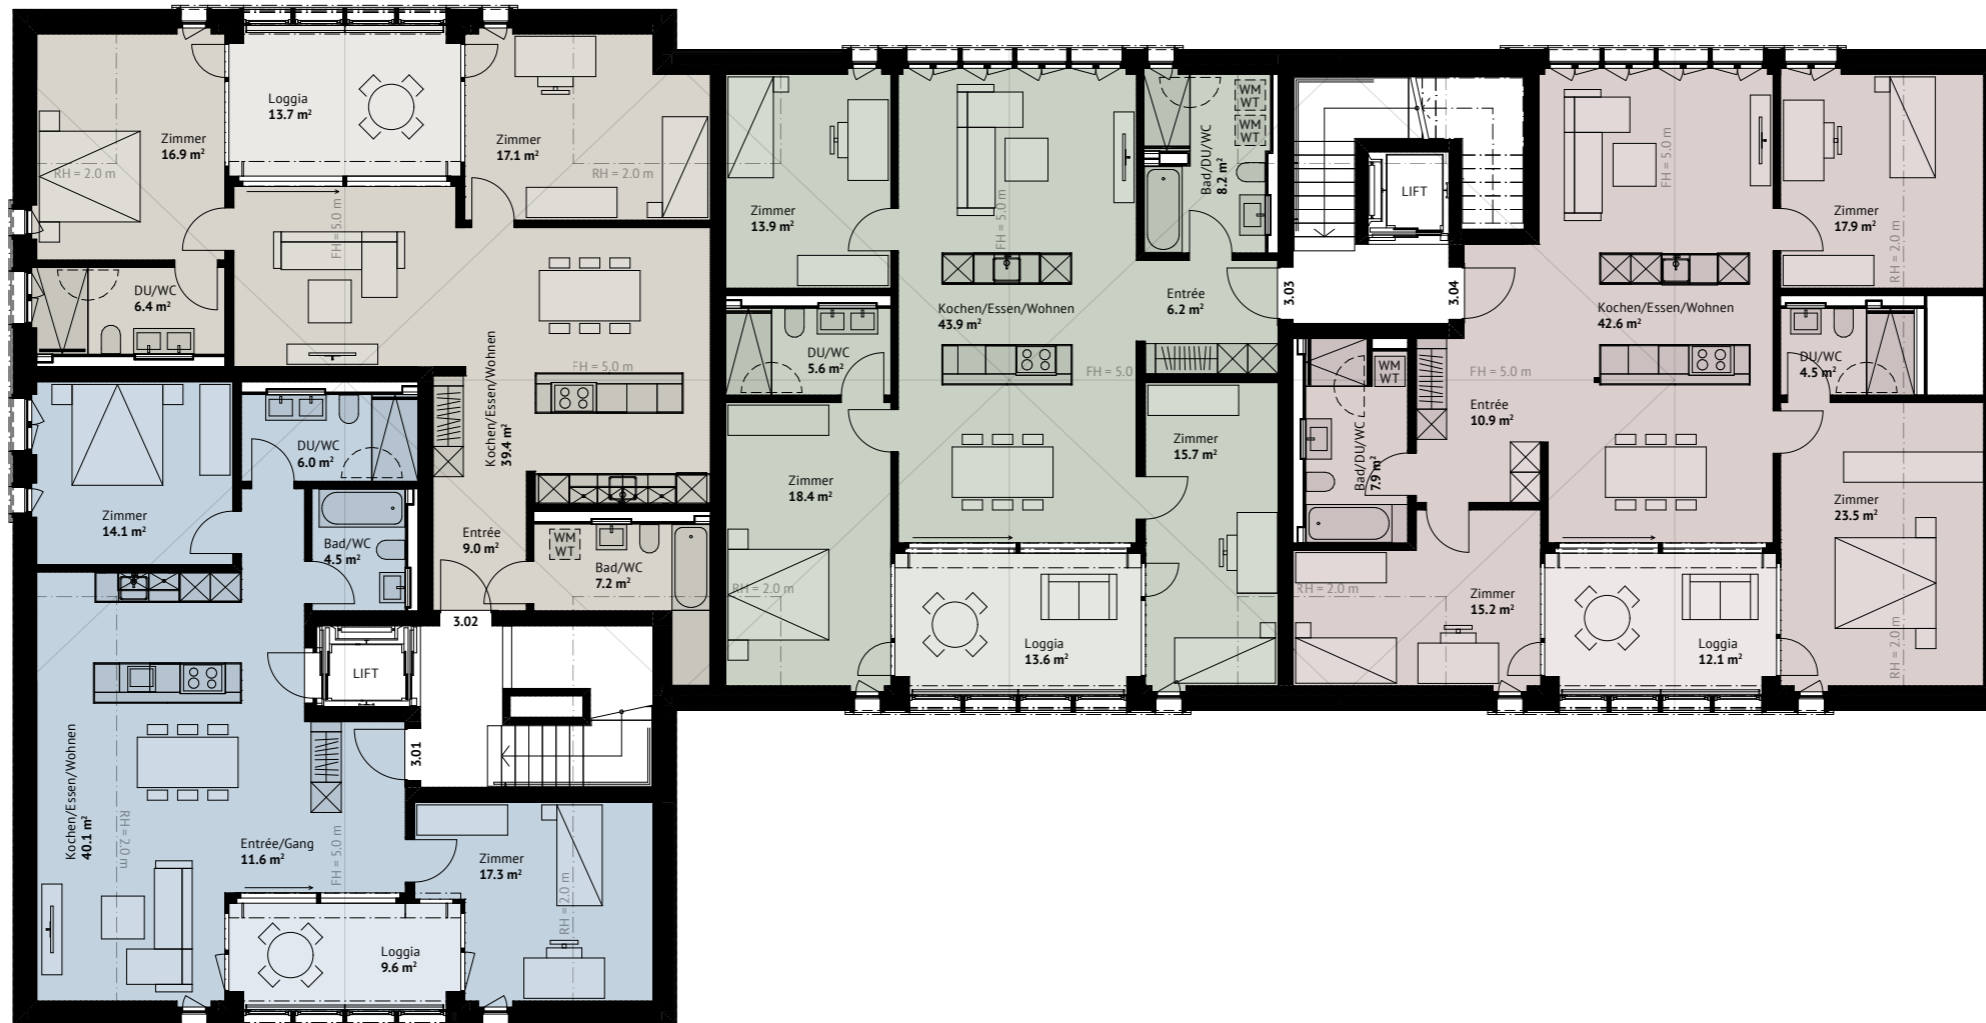 Loggia
13.7 m²
Zimmer
16.9 m²
RH = 2.0 m
Zimmer
17.1 m²
RH = 2.0 m
FH = 5.0 m
DU/WC
6.4 m²
Kochen/Essen/Wohnen
39.4 m²
FH = 5.0 m
Entrée
9.0 m²
WM
WT
Bad/WC
7.2 m²
3.02
Zimmer
14.1 m²
DU/WC
6.0 m²
Bad/WC
4.5 m²
LIFT
3.01
Kochen/Essen/Wohnen
40.1 m²
RH = 2.0 m
Entrée/Gang
11.6 m²
FH = 5.0 m
Zimmer
17.3 m²
RH = 2.0 m
Loggia
9.6 m²
Zimmer
13.9 m²
FH = 5.0 m
WM
WT
WM
WT
Bad/DU/WC
8.2 m²
Kochen/Essen/Wohnen
43.9 m²
Entrée
6.2 m²
3.03
DU/WC
5.6 m²
FH = 5.0
Zimmer
18.4 m²
RH = 2.0 m
Zimmer
15.7 m²
Loggia
13.6 m²
LIFT
3.04
FH = 5.0 m
Zimmer
17.9 m²
RH = 2.0 m
Kochen/Essen/Wohnen
42.6 m²
DU/WC
4.5 m²
WM
WT
FH = 5.0 m
Entrée
10.9 m²
Bad/DU/WC
7.9 m²
Zimmer
15.2 m²
RH = 2.0 m
Zimmer
23.5 m²
RH = 2.0 m
Loggia
12.1 m²